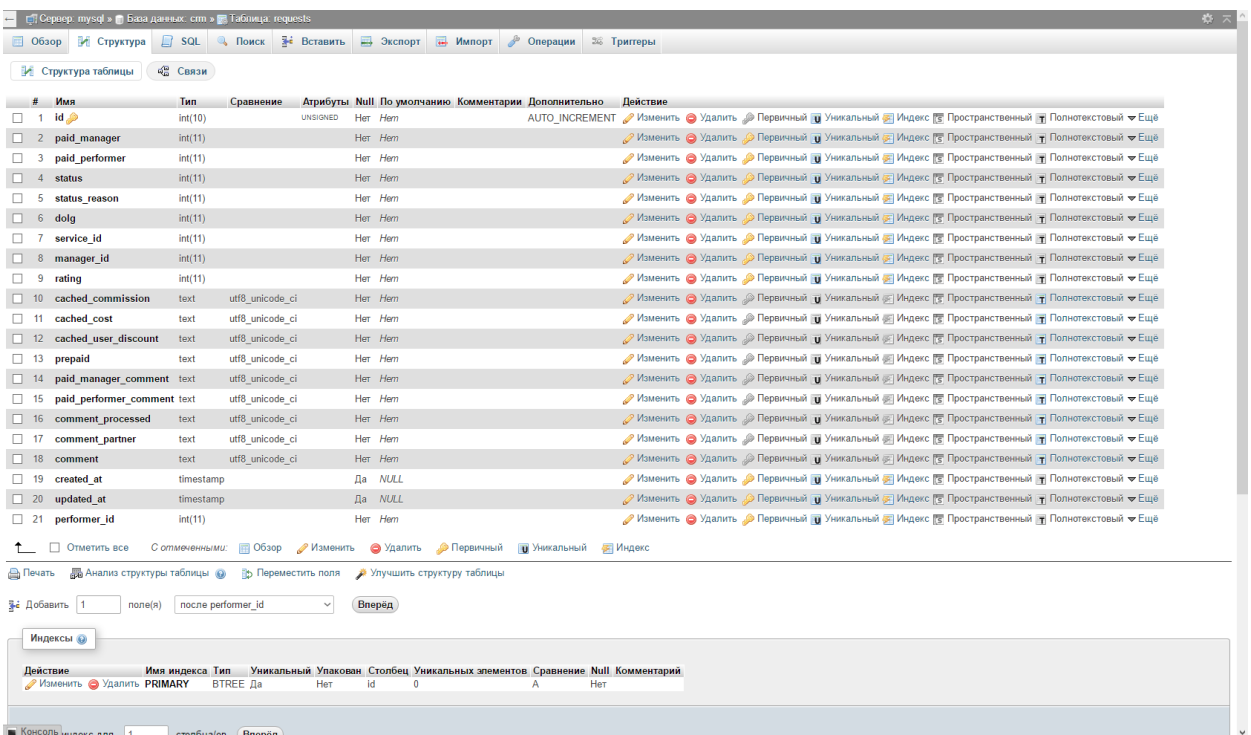 Сервер: mysql » База данных: crm » Таблица: requests
Обзор Структура SQL Поиск Вставить Экспорт Импорт Операции Триггеры
Структура таблицы Связи
# Имя Тип Сравнение Атрибуты Null По умолчанию Комментарии Дополнительно Действие
1 id int(10) UNSIGNED Нет Нет AUTO_INCREMENT Изменить Удалить Первичный Уникальный Индекс Пространственный Полнотекстовый Ещё
2 paid_manager int(11) Нет Нет Изменить Удалить Первичный Уникальный Индекс Пространственный Полнотекстовый Ещё
3 paid_performer int(11) Нет Нет Изменить Удалить Первичный Уникальный Индекс Пространственный Полнотекстовый Ещё
4 status int(11) Нет Нет Изменить Удалить Первичный Уникальный Индекс Пространственный Полнотекстовый Ещё
5 status_reason int(11) Нет Нет Изменить Удалить Первичный Уникальный Индекс Пространственный Полнотекстовый Ещё
6 dolg int(11) Нет Нет Изменить Удалить Первичный Уникальный Индекс Пространственный Полнотекстовый Ещё
7 service_id int(11) Нет Нет Изменить Удалить Первичный Уникальный Индекс Пространственный Полнотекстовый Ещё
8 manager_id int(11) Нет Нет Изменить Удалить Первичный Уникальный Индекс Пространственный Полнотекстовый Ещё
9 rating int(11) Нет Нет Изменить Удалить Первичный Уникальный Индекс Пространственный Полнотекстовый Ещё
10 cached_commission text utf8_unicode_ci Нет Нет Изменить Удалить Первичный Уникальный Индекс Пространственный Полнотекстовый Ещё
11 cached_cost text utf8_unicode_ci Нет Нет Изменить Удалить Первичный Уникальный Индекс Пространственный Полнотекстовый Ещё
12 cached_user_discount text utf8_unicode_ci Нет Нет Изменить Удалить Первичный Уникальный Индекс Пространственный Полнотекстовый Ещё
13 prepaid text utf8_unicode_ci Нет Нет Изменить Удалить Первичный Уникальный Индекс Пространственный Полнотекстовый Ещё
14 paid_manager_comment text utf8_unicode_ci Нет Нет Изменить Удалить Первичный Уникальный Индекс Пространственный Полнотекстовый Ещё
15 paid_performer_comment text utf8_unicode_ci Нет Нет Изменить Удалить Первичный Уникальный Индекс Пространственный Полнотекстовый Ещё
16 comment_processed text utf8_unicode_ci Нет Нет Изменить Удалить Первичный Уникальный Индекс Пространственный Полнотекстовый Ещё
17 comment_partner text utf8_unicode_ci Нет Нет Изменить Удалить Первичный Уникальный Индекс Пространственный Полнотекстовый Ещё
18 comment text utf8_unicode_ci Нет Нет Изменить Удалить Первичный Уникальный Индекс Пространственный Полнотекстовый Ещё
19 created_at timestamp Да NULL Изменить Удалить Первичный Уникальный Индекс Пространственный Полнотекстовый Ещё
20 updated_at timestamp Да NULL Изменить Удалить Первичный Уникальный Индекс Пространственный Полнотекстовый Ещё
21 performer_id int(11) Нет Нет Изменить Удалить Первичный Уникальный Индекс Пространственный Полнотекстовый Ещё
Отметить все С отмеченными: Обзор Изменить Удалить Первичный Уникальный Индекс
Печать Анализ структуры таблицы Переместить поля Улучшить структуру таблицы
Добавить 1 поле(я) после performer_id Вперёд
Индексы
Действие Имя индекса Тип Уникальный Упакован Столбец Уникальных элементов Сравнение Null Комментарий
Изменить Удалить PRIMARY BTREE Да Нет id 0 A Нет
Консоль индекс для 1 столбца/ов Вперёд